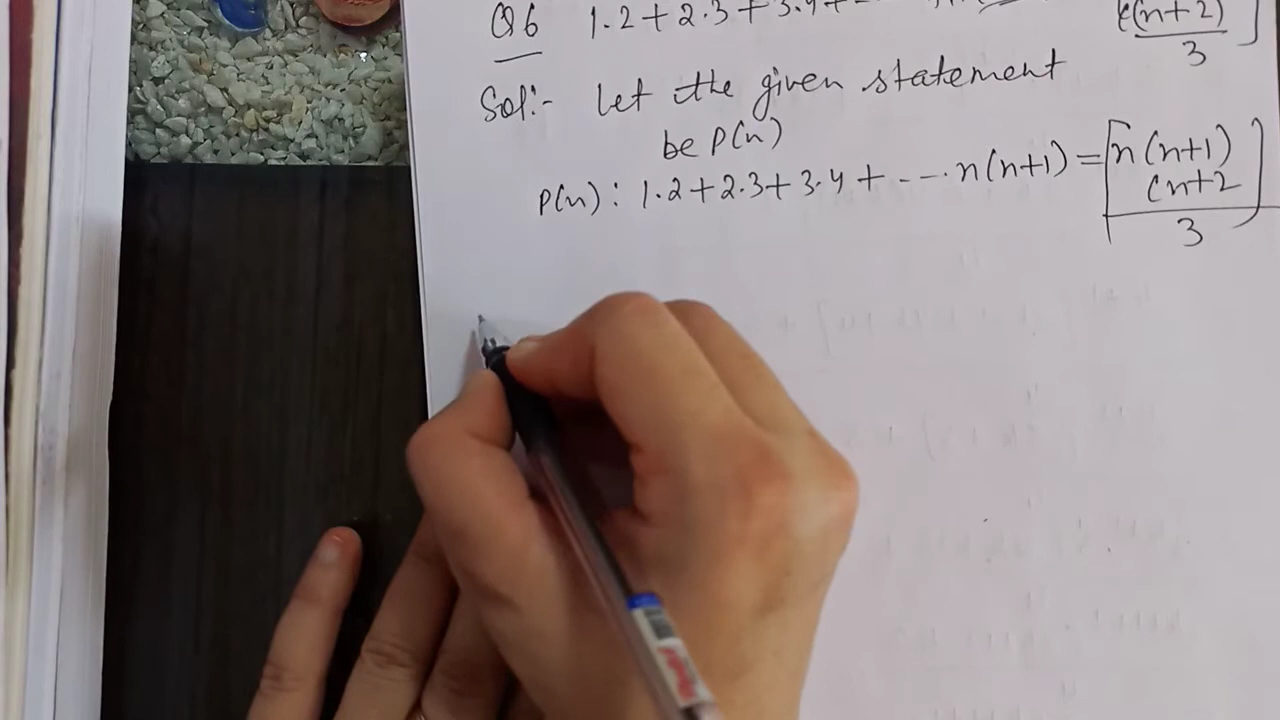 Q6 1.2+2.3+3.4+
(n+2)
3
Sol:- Let the given statement
be P(n)
P(n) : 1.2+2.3+3.4+ --.. n(n+1) = [n(n+1)
(n+2]
3